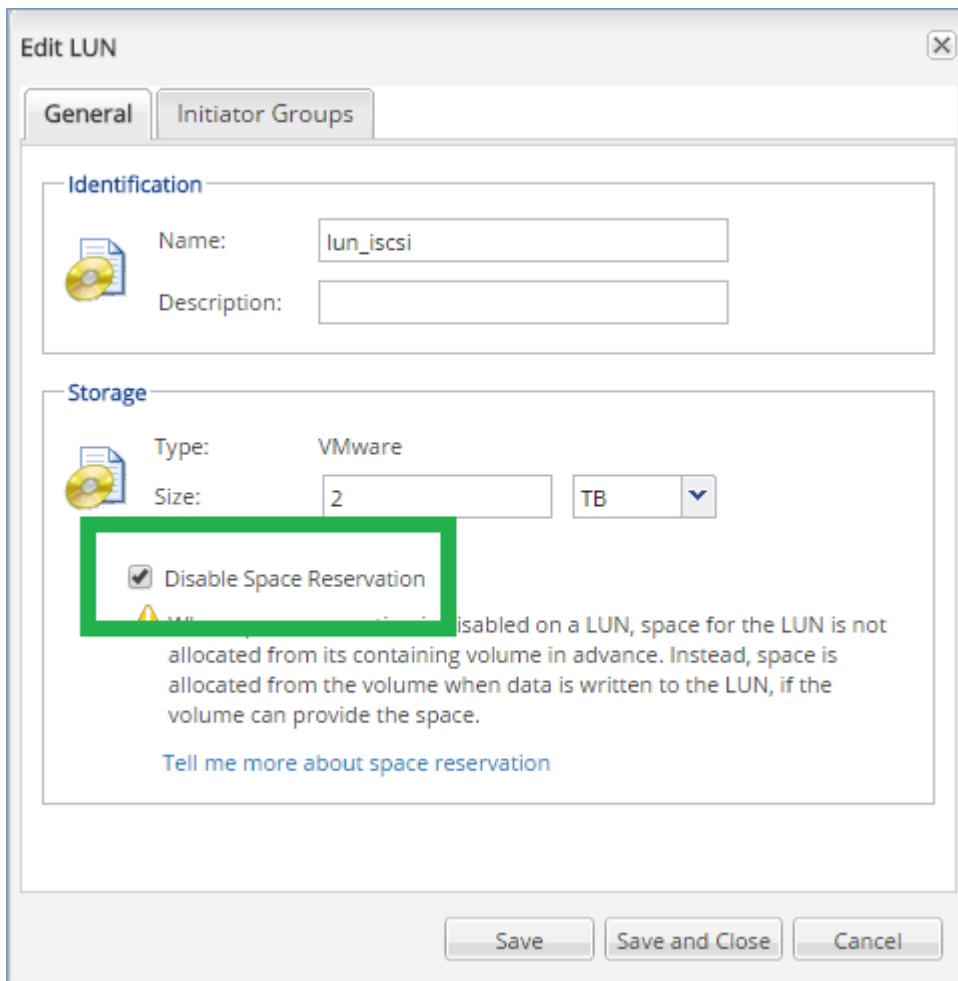 Edit LUN
General
Initiator Groups
Identification
Name:
lun_iscsi
Description:
Storage
Type:
VMware
Size:
2
TB
Disable Space Reservation
disabled on a LUN, space for the LUN is not
allocated from its containing volume in advance. Instead, space is
allocated from the volume when data is written to the LUN, if the
volume can provide the space.
Tell me more about space reservation
Save
Save and Close
Cancel